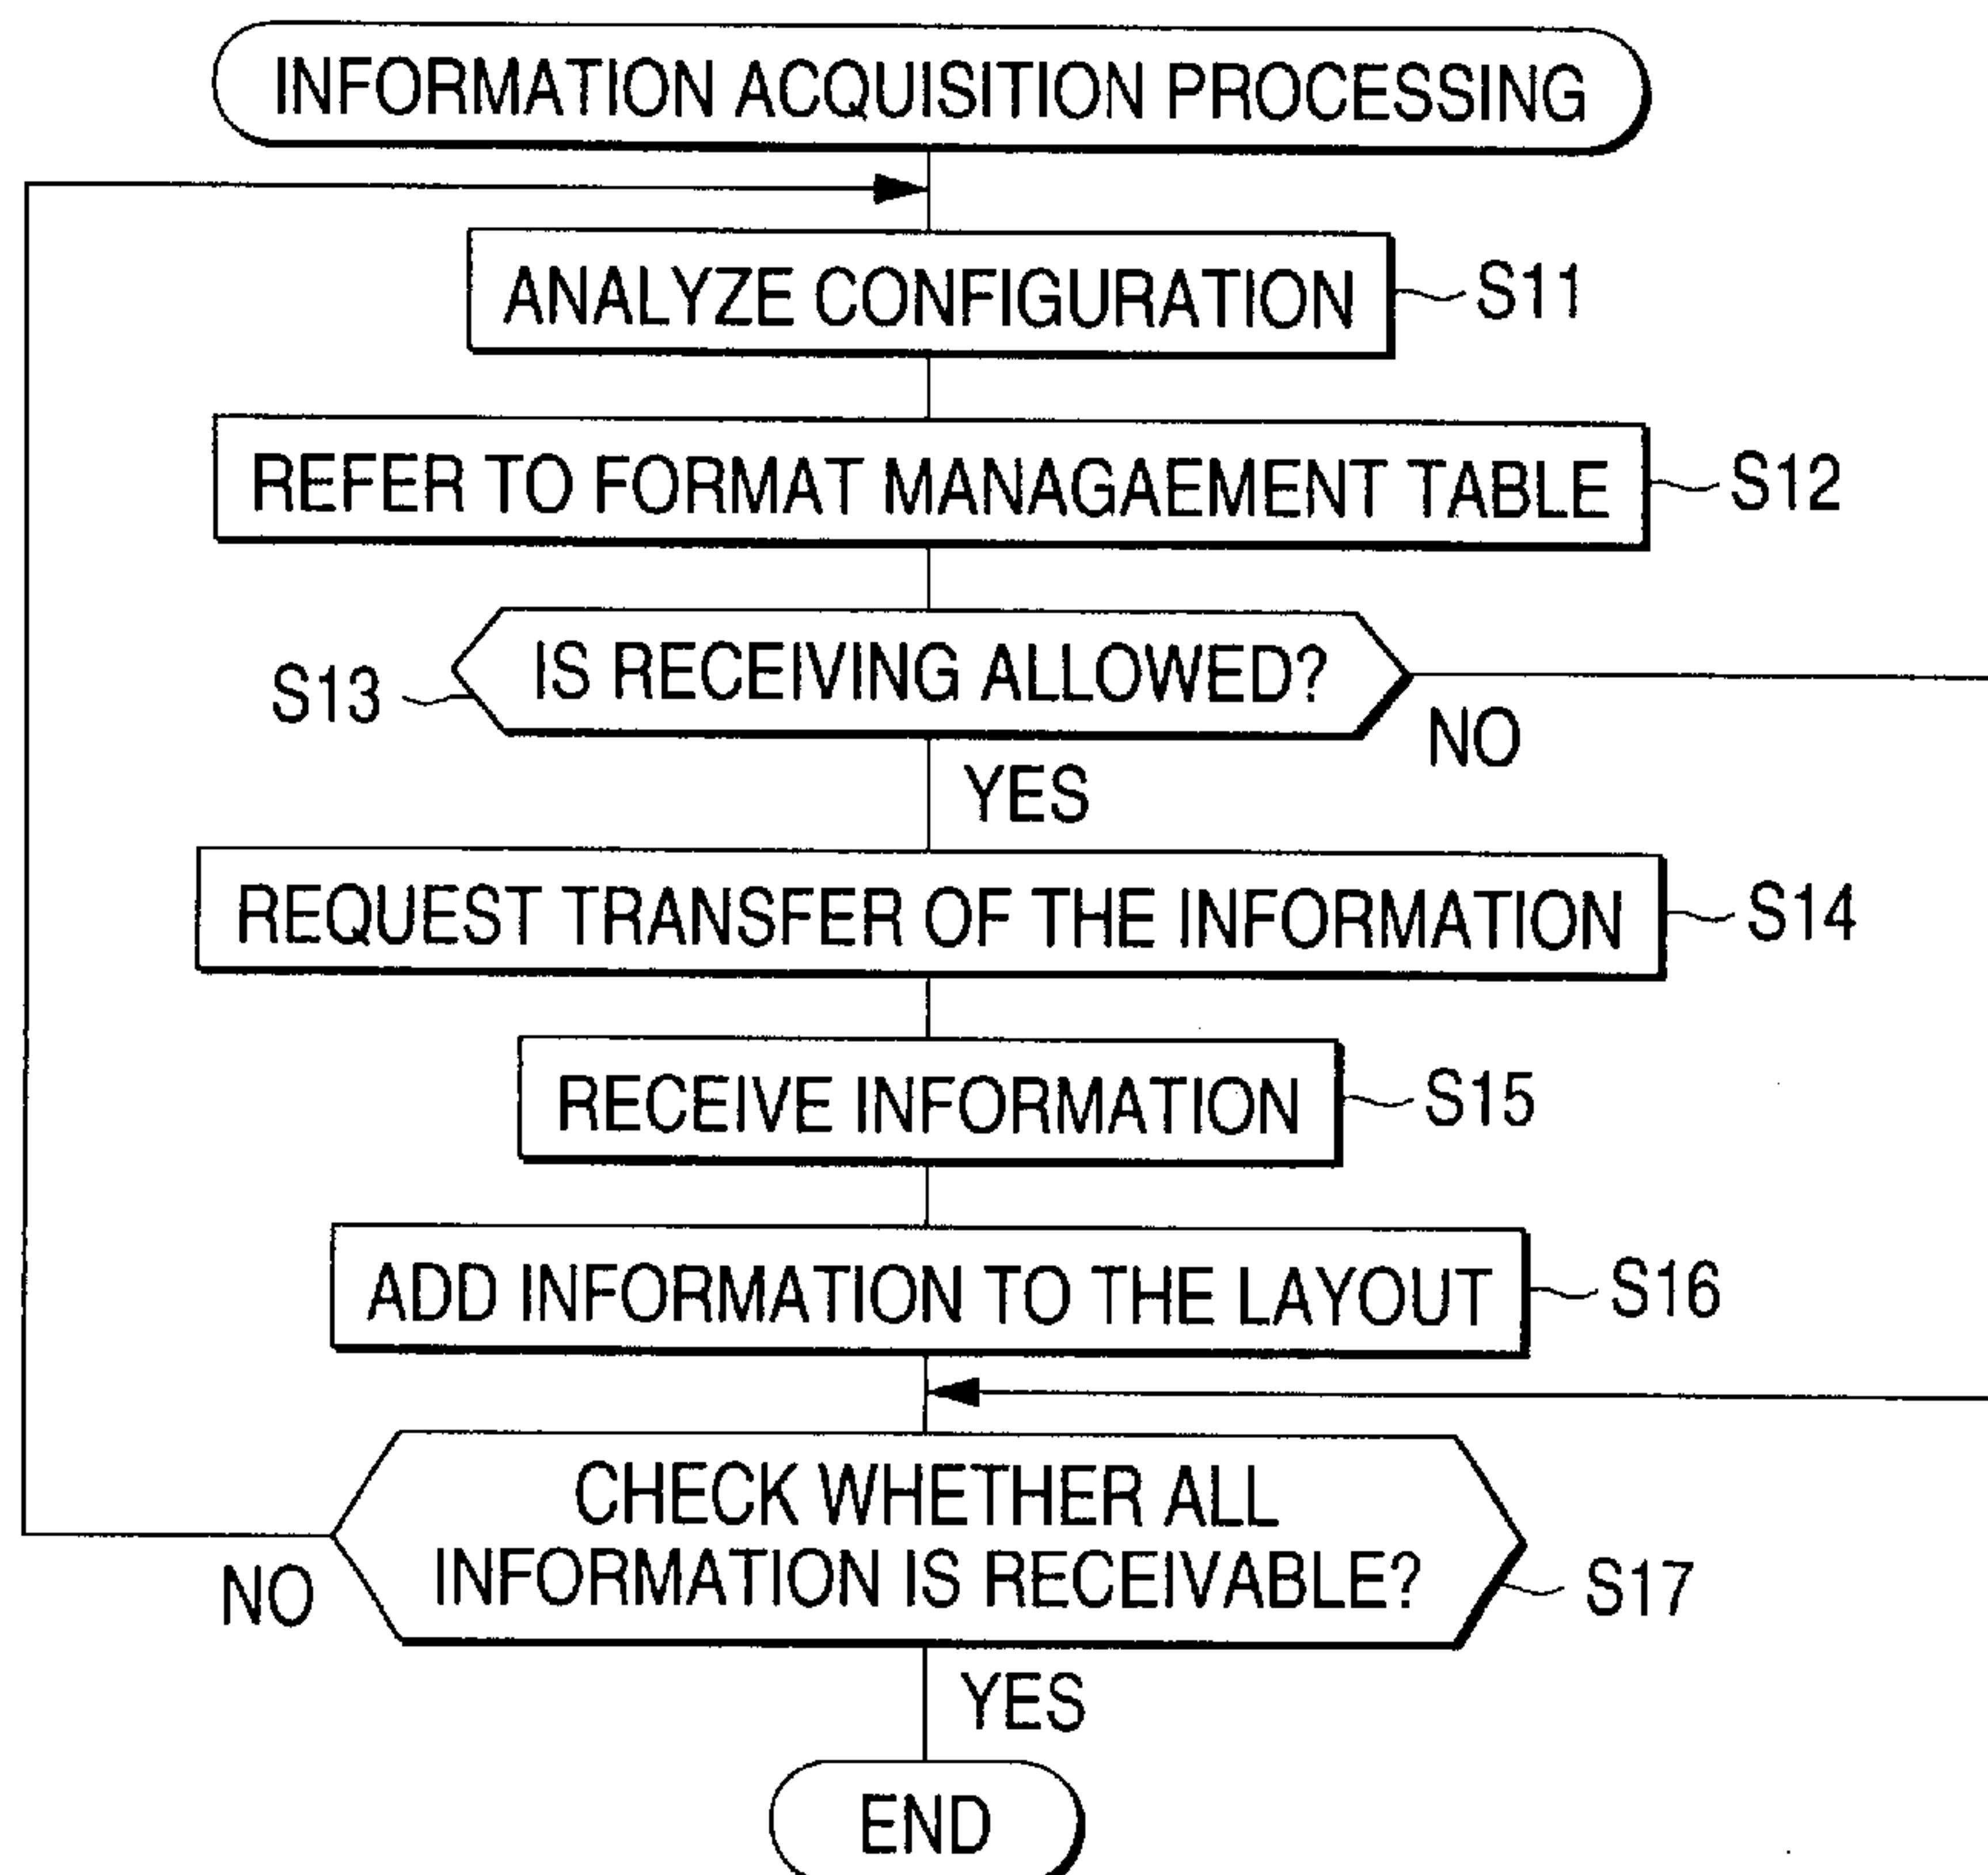 INFORMATION ACQUISITION PROCESSING
ANALYZE CONFIGURATION
S11
REFER TO FORMAT MANAGAEMENT TABLE
S12
IS RECEIVING ALLOWED?
S13
NO
YES
REQUEST TRANSFER OF THE INFORMATION
S14
RECEIVE INFORMATION
S15
ADD INFORMATION TO THE LAYOUT
S16
CHECK WHETHER ALL
INFORMATION IS RECEIVABLE?
S17
NO
YES
END